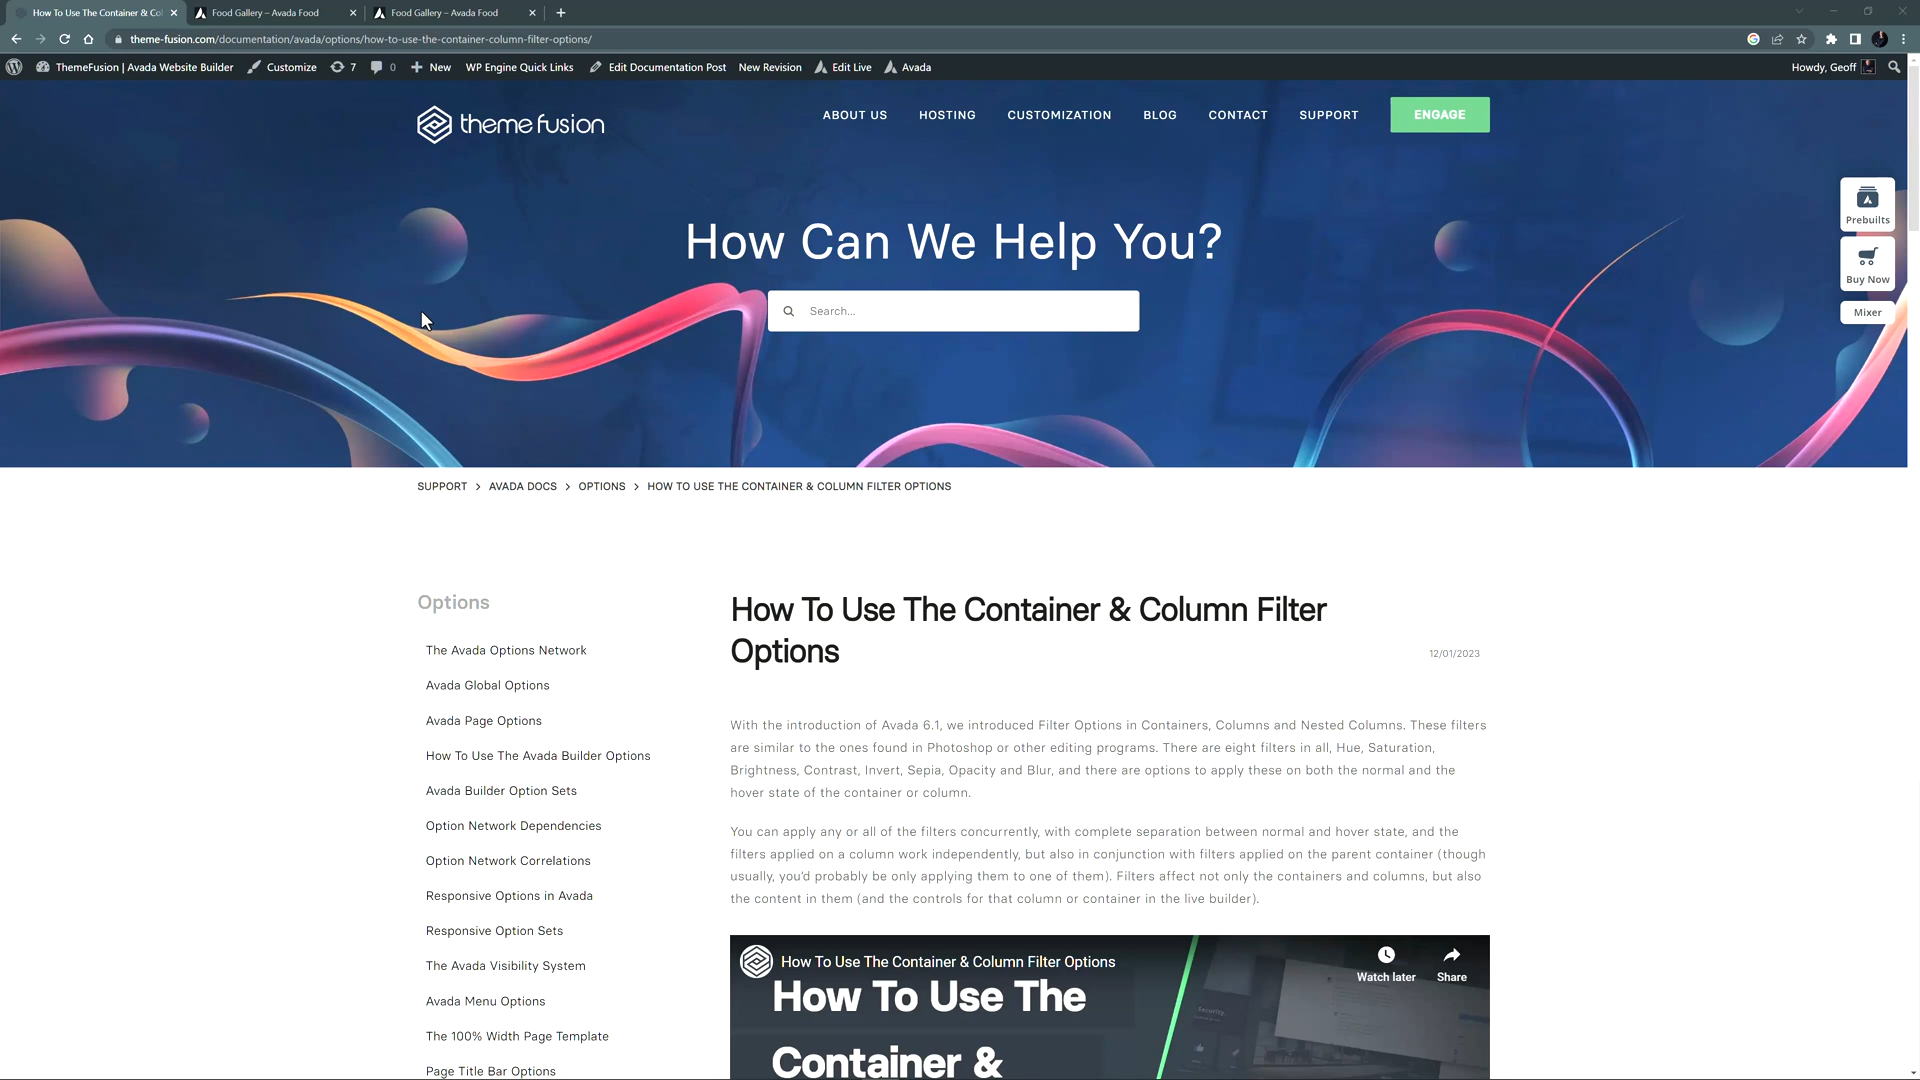 How To Use The Container & Co
Food Gallery – Avada Food
Food Gallery – Avada Food
theme-fusion.com/documentation/avada/options/how-to-use-the-container-column-filter-options/
ThemeFusion | Avada Website Builder
Customize
7
0
New
WP Engine Quick Links
Edit Documentation Post
New Revision
Edit Live
Avada
Howdy, Geoff
theme fusion
ABOUT US
HOSTING
CUSTOMIZATION
BLOG
CONTACT
SUPPORT
ENGAGE
Prebuilts
Buy Now
Mixer
How Can We Help You?
Search...
SUPPORT > AVADA DOCS > OPTIONS > HOW TO USE THE CONTAINER & COLUMN FILTER OPTIONS
Options
The Avada Options Network
Avada Global Options
Avada Page Options
How To Use The Avada Builder Options
Avada Builder Option Sets
Option Network Dependencies
Option Network Correlations
Responsive Options in Avada
Responsive Option Sets
The Avada Visibility System
Avada Menu Options
The 100% Width Page Template
Page Title Bar Options
How To Use The Container & Column Filter
Options
12/01/2023
With the introduction of Avada 6.1, we introduced Filter Options in Containers, Columns and Nested Columns. These filters
are similar to the ones found in Photoshop or other editing programs. There are eight filters in all, Hue, Saturation,
Brightness, Contrast, Invert, Sepia, Opacity and Blur, and there are options to apply these on both the normal and the
hover state of the container or column.
You can apply any or all of the filters concurrently, with complete separation between normal and hover state, and the
filters applied on a column work independently, but also in conjunction with filters applied on the parent container (though
usually, you'd probably be only applying them to one of them). Filters affect not only the containers and columns, but also
the content in them (and the controls for that column or container in the live builder).
How To Use The Container & Column Filter Options
Watch later
Share
How To Use The
Container &
Security.